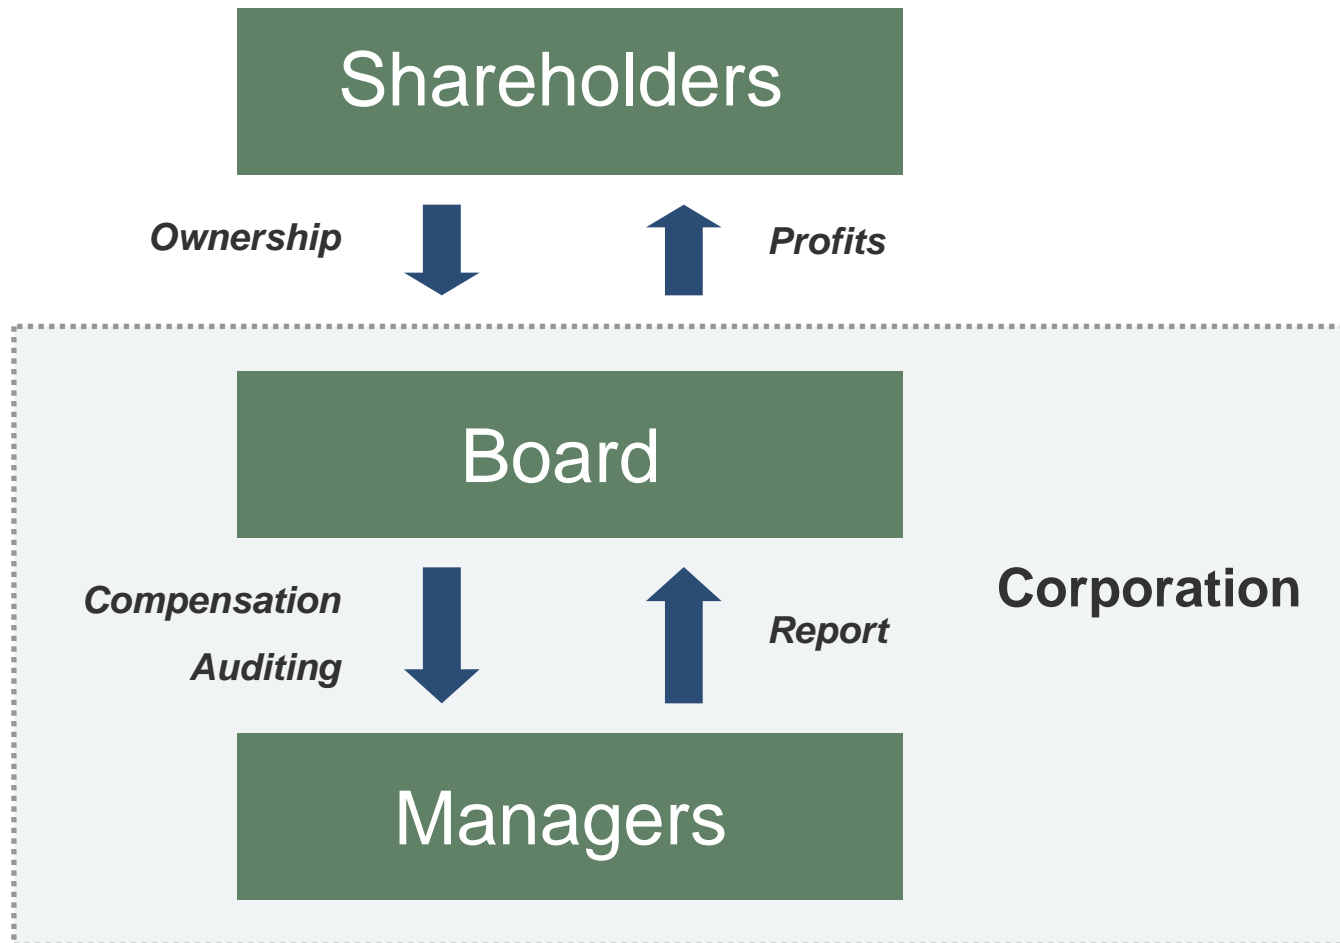 Shareholders
Ownership
Profits
Board
Compensation
Auditing
Report
Corporation
Managers